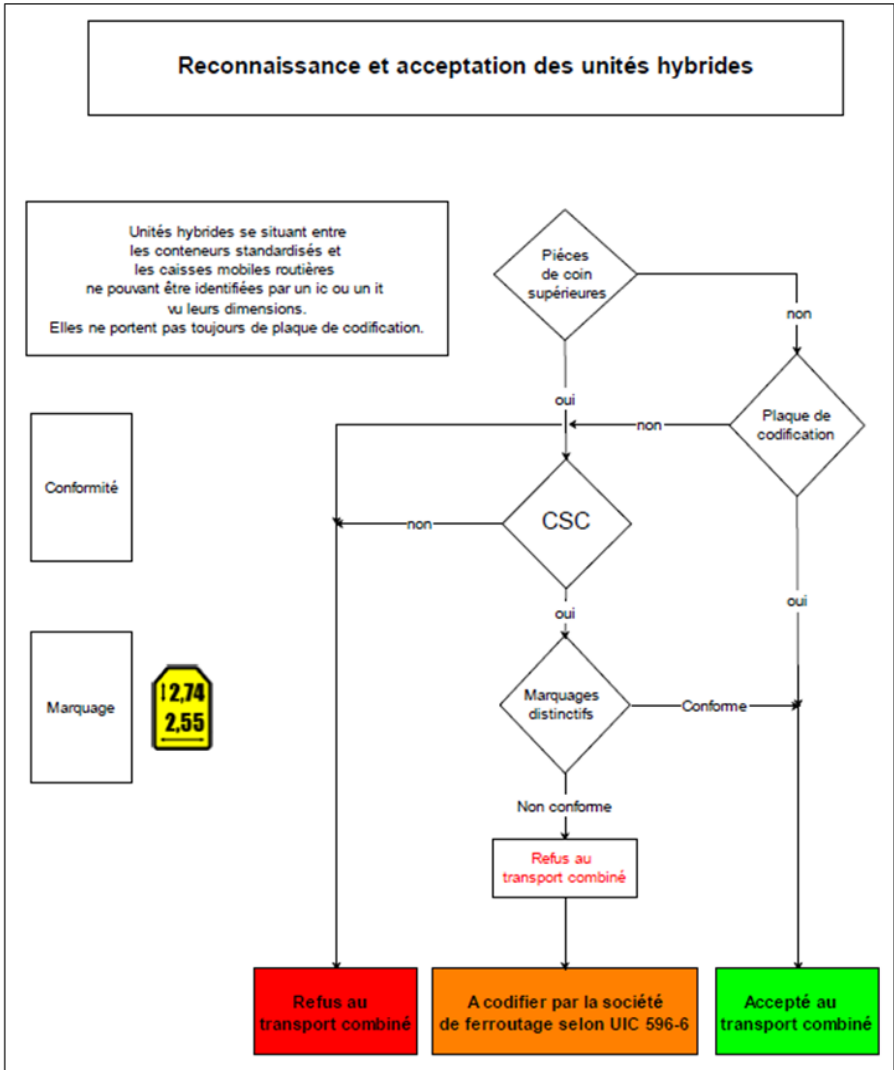 Reconnaissance et acceptation des unités hybrides
Unités hybrides se situant entre
les conteneurs standardisés et
les caisses mobiles routières
ne pouvant être identifiées par un ic ou un it
vu leurs dimensions.
Elles ne portent pas toujours de plaque de codification.
Piéces
de coin
supérieures
non
oui
Plaque de
codification
non
Conformité
CSC
non
oui
oui
Marquage
2,74
2,55
Marquages
distinctifs
Conforme
Non conforme
Refus au
transport combiné
Refus au
transport combiné
A codifier par la société
de ferroutage selon UIC 596-6
Accepté au
transport combiné